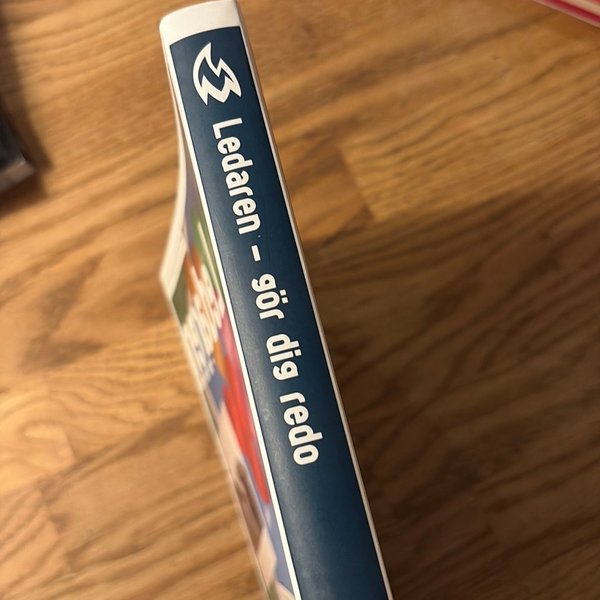 Ledaren – gör dig redo